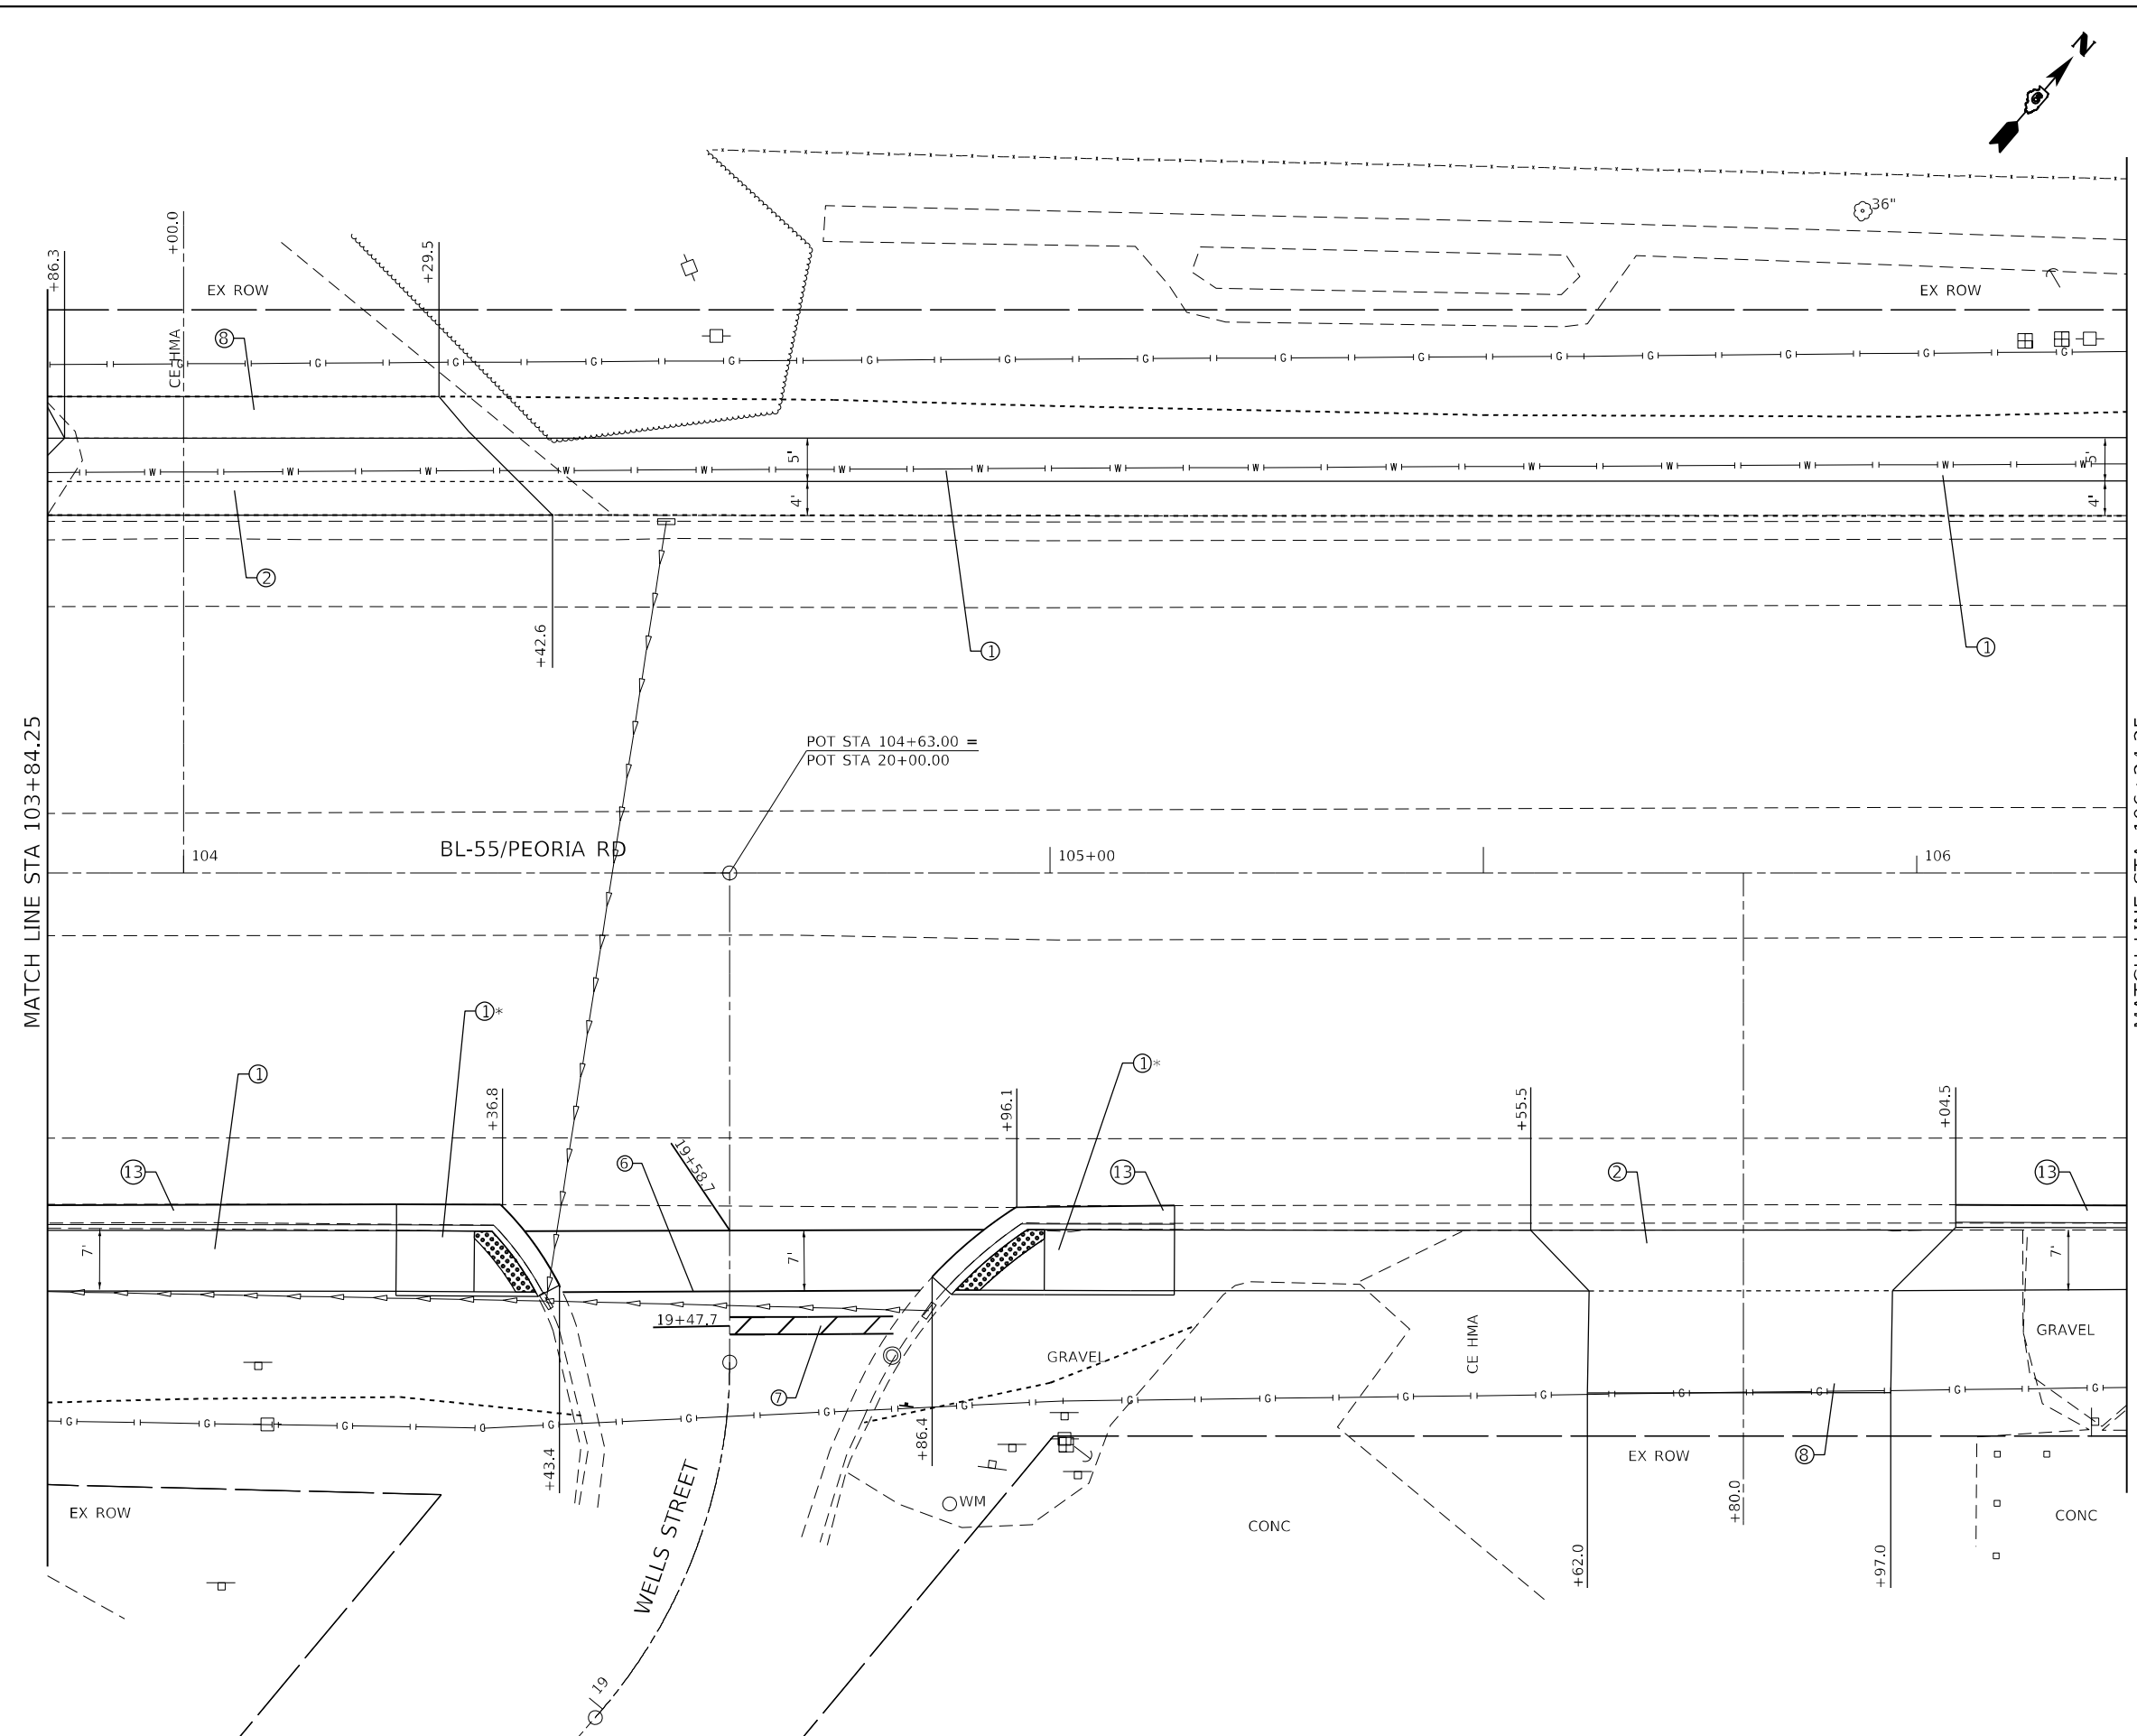 N
36"
+00.0
+86.3
+29.5
EX ROW
EX ROW
8
CE HMA
G G G G G G G G G G G G G G
5'
5'
W W W W W W W W W W W W W W W
4'
4'
2
+42.6
1
1
MATCH LINE STA 103+84.25
POT STA 104+63.00 =
POT STA 20+00.00
BL-55/PEORIA RD
104
105+00
106
1*
1
1*
+36.8
+96.1
+55.5
+04.5
13
6
19+58.7
13
2
13
7'
7'
7'
19+47.7
GRAVEL
CE HMA
GRAVEL
7
G G G G G G G G G G G G G G
+43.4
+86.4
EX ROW
8
WM
EX ROW
CONC
+80.0
CONC
+62.0
+97.0
WELLS STREET
19